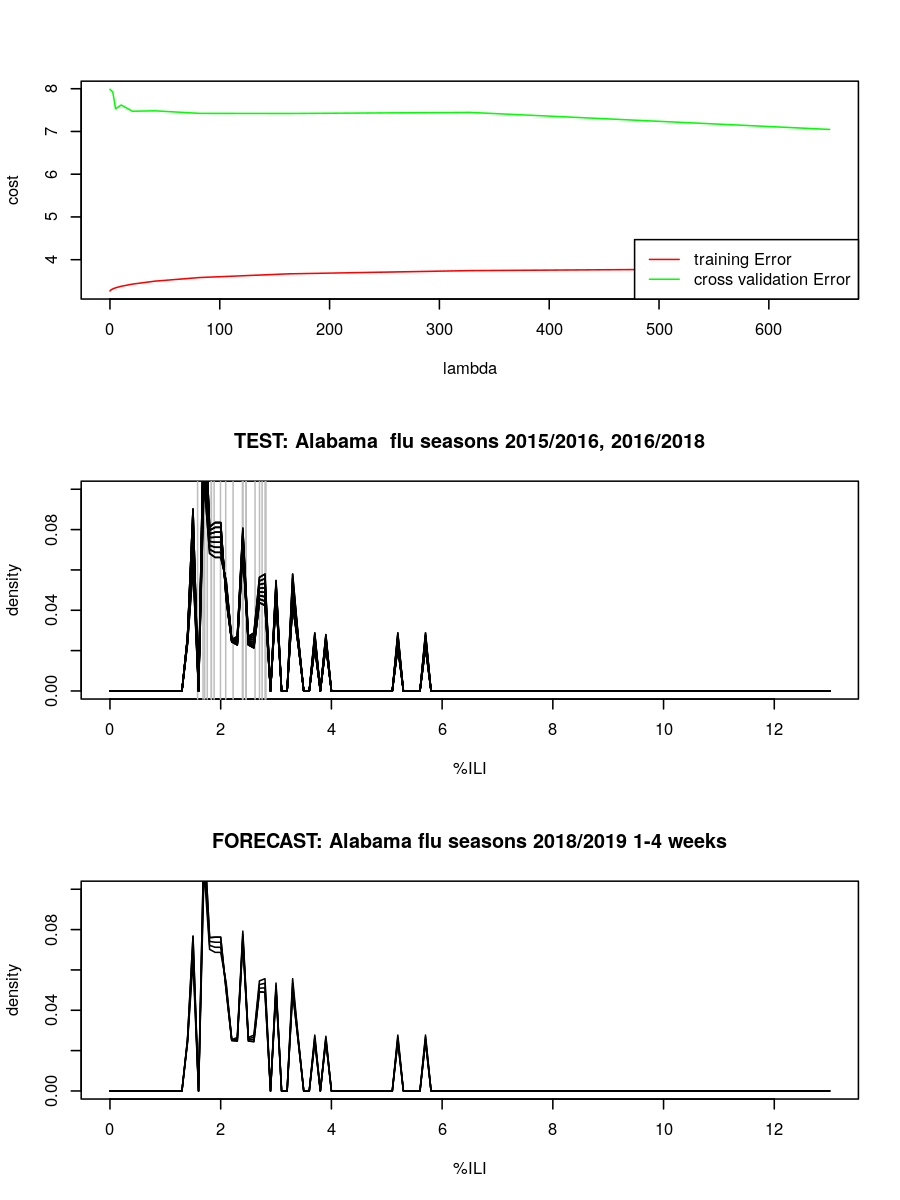 cost
8
7
6
5
4
training Error
cross validation Error
0 100 200 300 400 500 600
lambda
TEST: Alabama  flu seasons 2015/2016, 2016/2018
density
0.08
0.04
0.00
0 2 4 6 8 10 12
%ILI
FORECAST: Alabama flu seasons 2018/2019 1-4 weeks
density
0.08
0.04
0.00
0 2 4 6 8 10 12
%ILI